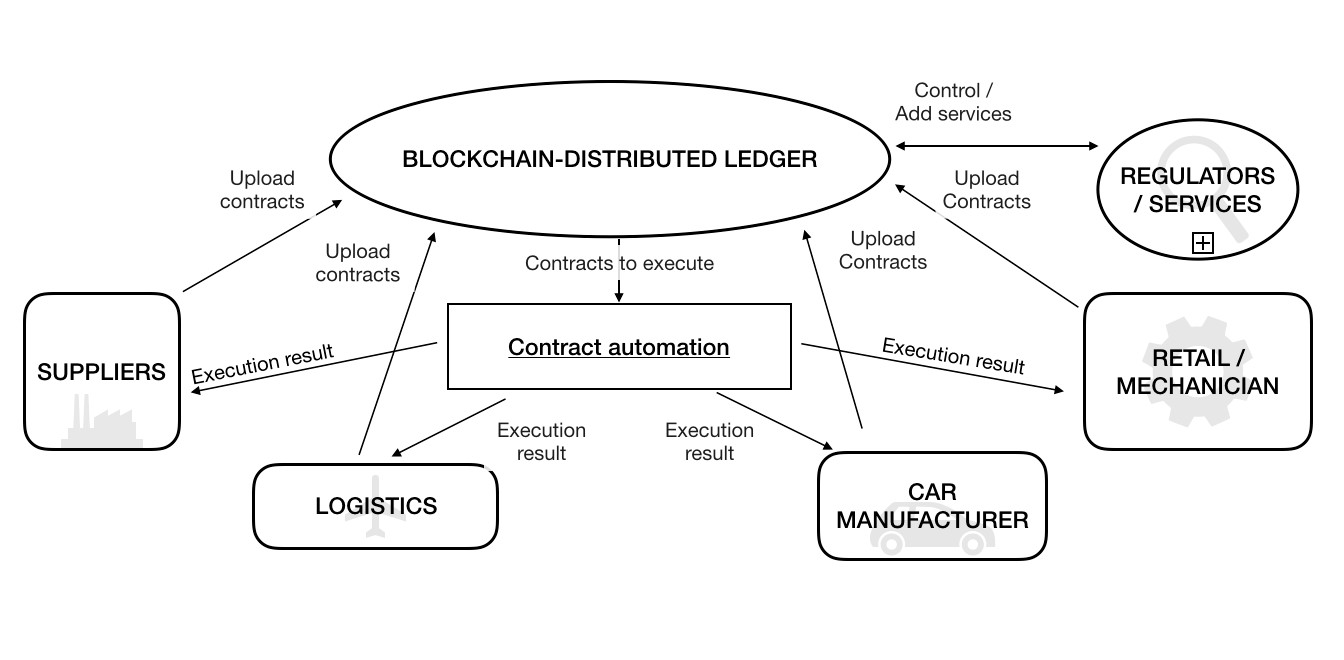 Control /
Add services
BLOCKCHAIN-DISTRIBUTED LEDGER
REGULATORS
/ SERVICES
Upload
contracts
Upload
Contracts
Upload
contracts
Contracts to execute
Upload
Contracts
SUPPLIERS
Execution result
Contract automation
Execution result
RETAIL /
MECHANICIAN
Execution
result
Execution
result
LOGISTICS
CAR
MANUFACTURER